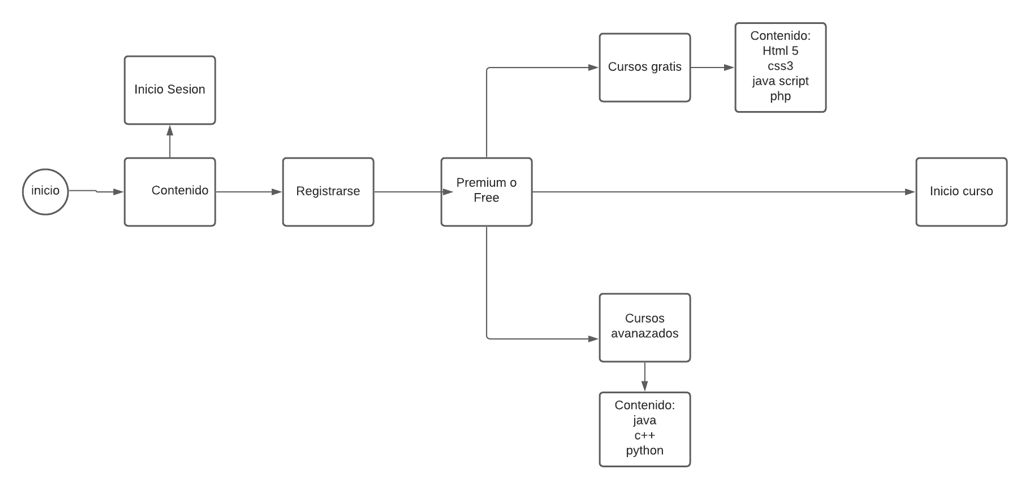 Contenido:
Html 5
css3
java script
php
Cursos gratis
Inicio Sesion
inicio
Contenido
Registrarse
Premium o
Free
Inicio curso
Cursos
avanazados
Contenido:
java
c++
python